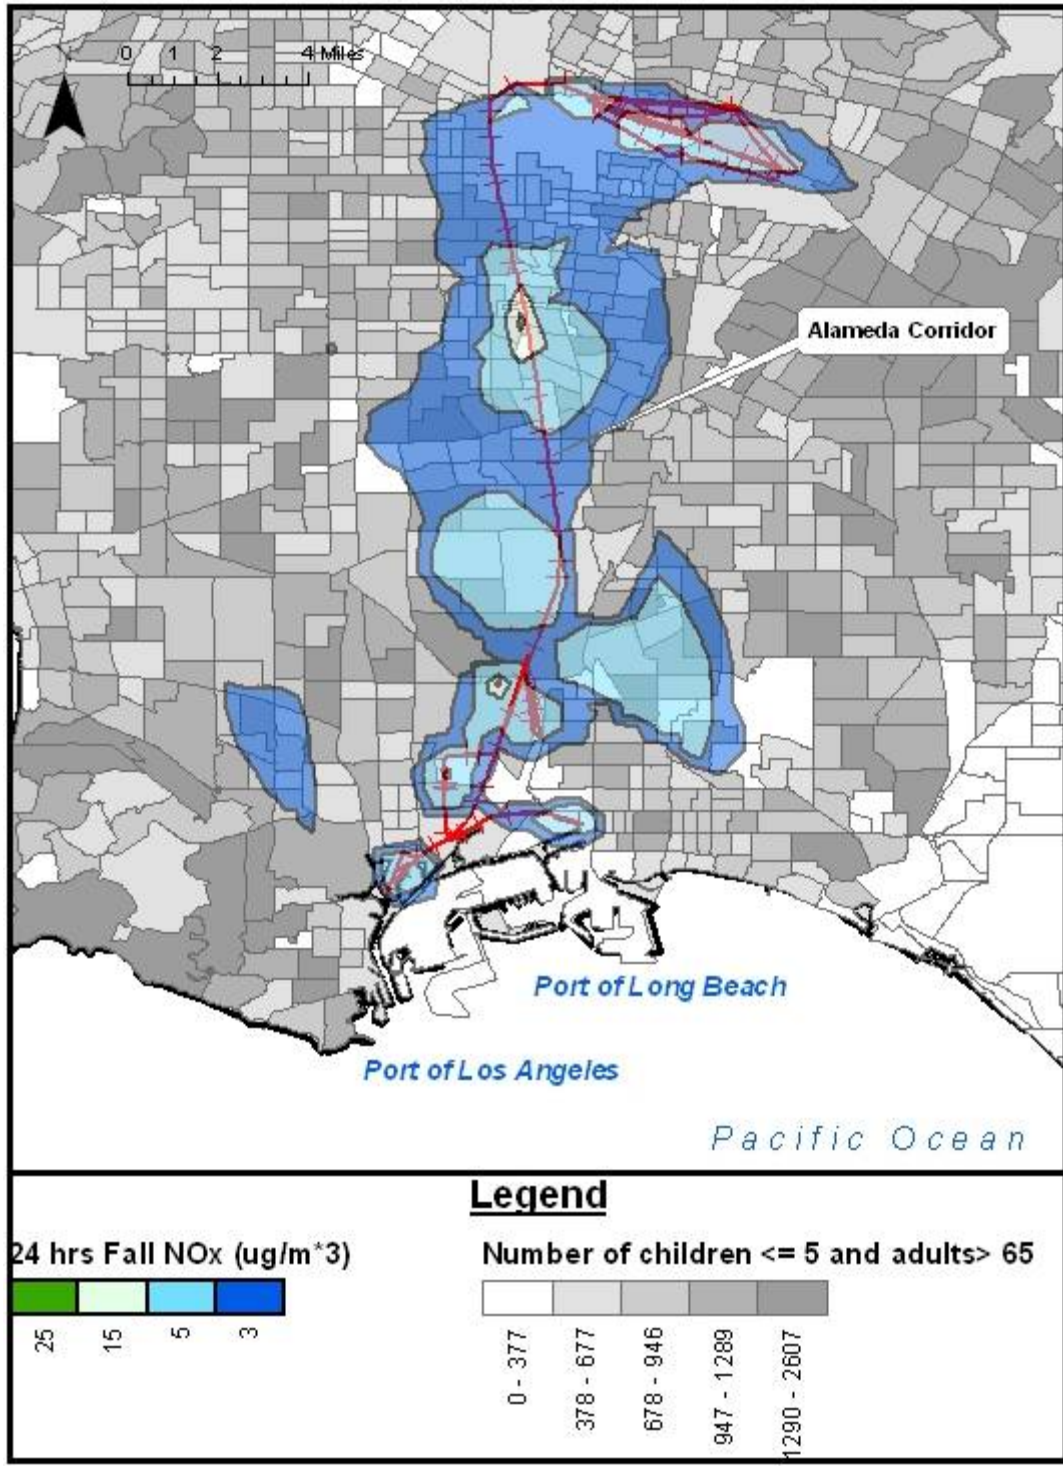 0 1 2 4 Miles
Alameda Corridor
Port of Long Beach
Port of Los Angeles
Pacific Ocean
Legend
24 hrs Fall NOx (ug/m*3)
25
15
5
3
Number of children <= 5 and adults> 65
0 - 377
378 - 677
678 - 946
947 - 1289
1290 - 2607